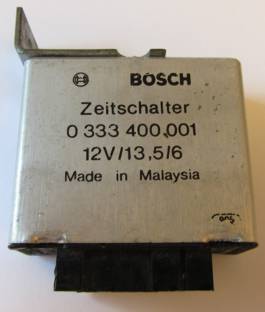 BOSCH
Zeitschalter
0 333 400 001
12V/13,5/6
Made in Malaysia